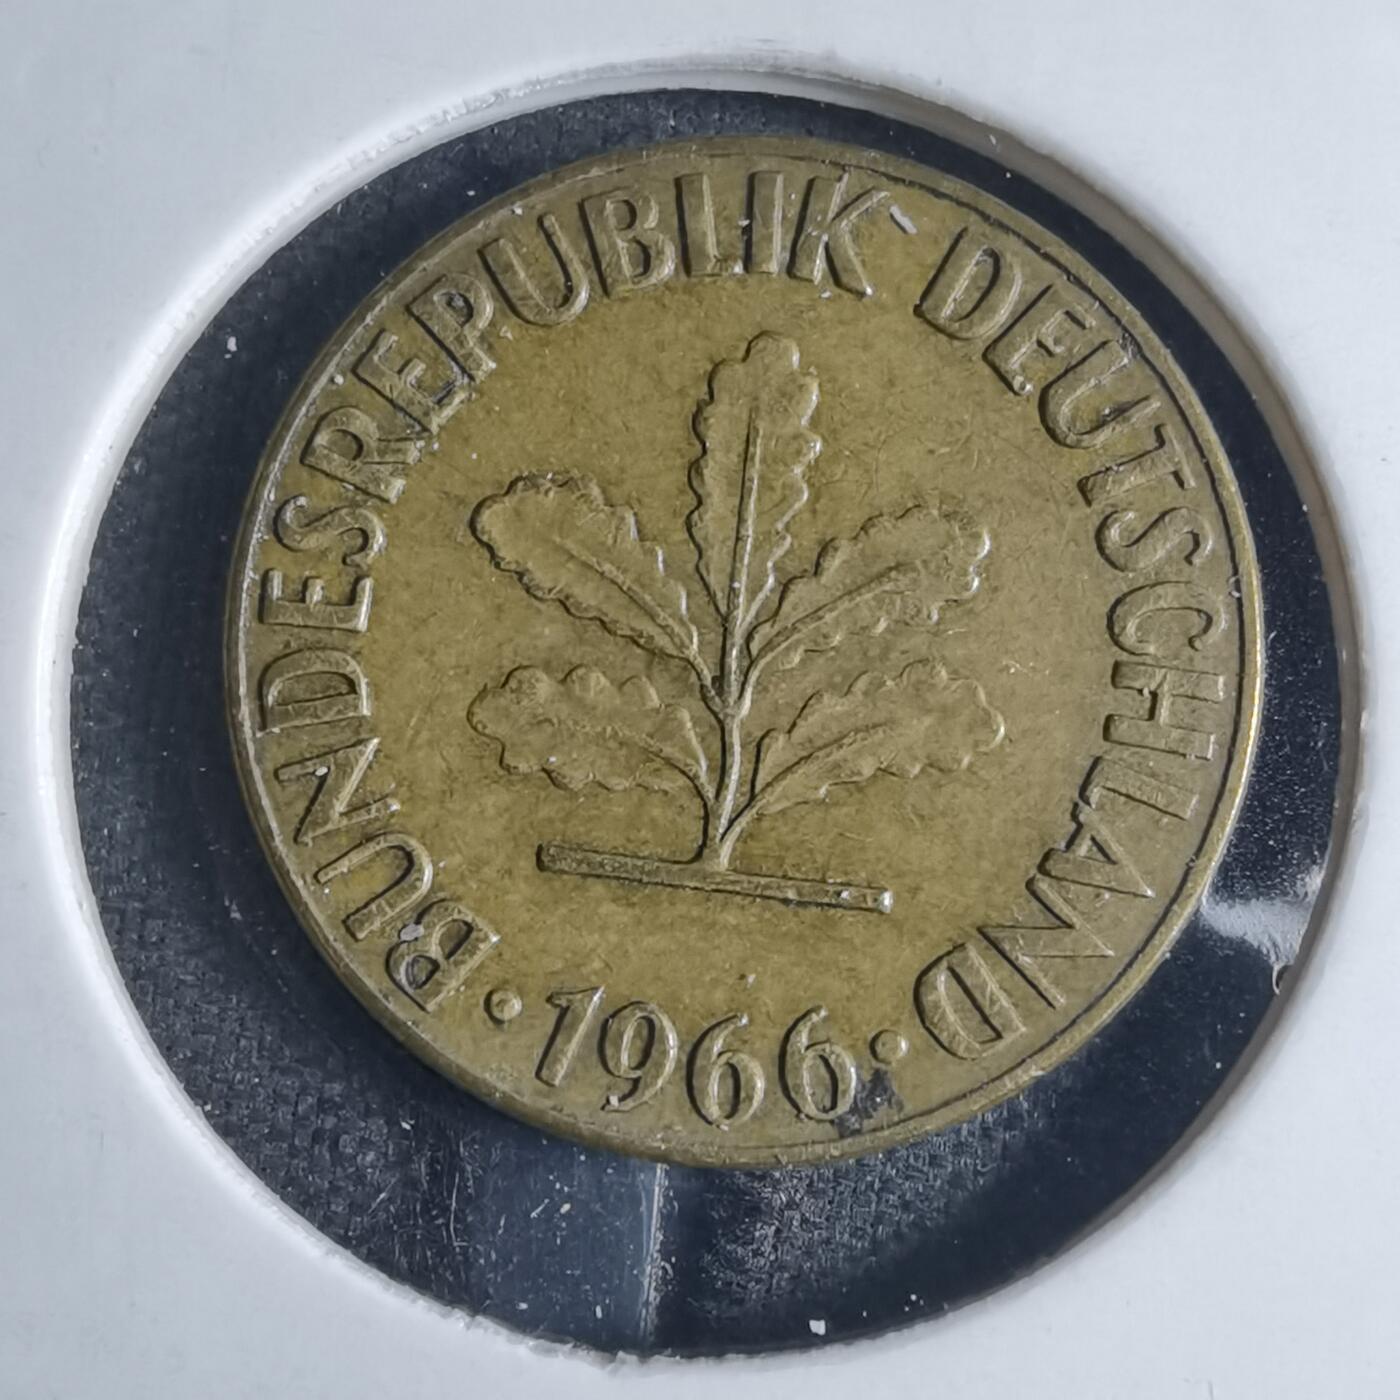 BUNDESREPUBLIK DEUTSCHLAND
· 1966 ·